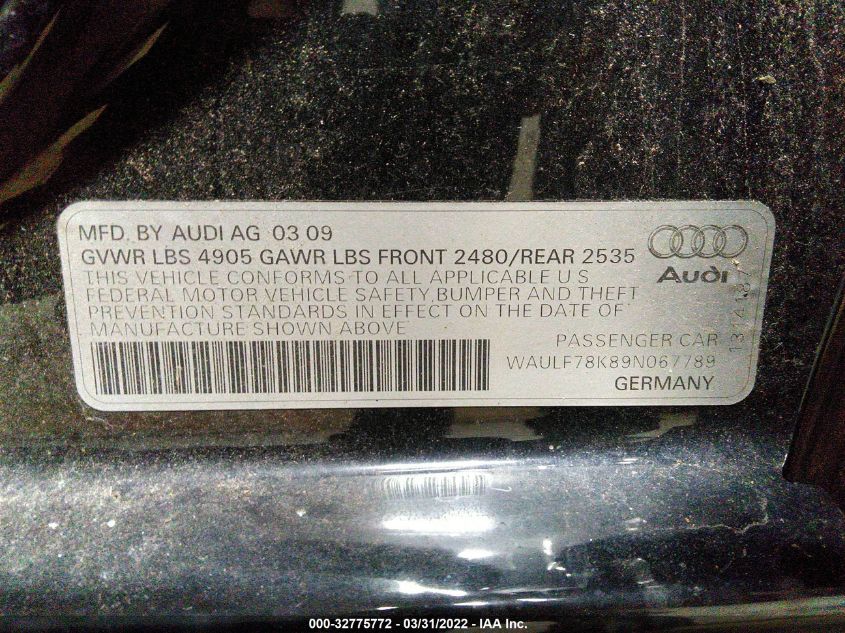 MFD. BY AUDI AG 03 09
GVWR LBS 4905 GAWR LBS FRONT 2480/REAR 2535
THIS VEHICLE CONFORMS TO ALL APPLICABLE U S
FEDERAL MOTOR VEHICLE SAFETY, BUMPER AND THEFT
PREVENTION STANDARDS IN EFFECT ON THE DATE OF
MANUFACTURE SHOWN ABOVE
Audi
PASSENGER CAR
WAULF78K89N067789
GERMANY
1314187
000-32775772 - 03/31/2022 - IAA Inc.